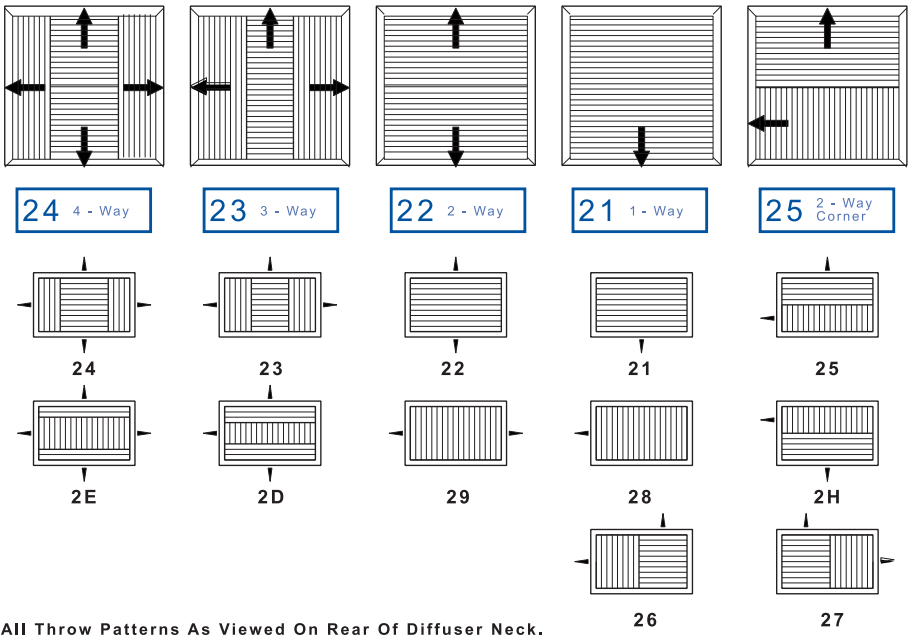 24 4 - Way
23 3 - Way
22 2 - Way
21 1 - Way
25 2 - Way
Corner
24
23
22
21
25
2E
2D
29
28
2H
26
27
All Throw Patterns As Viewed On Rear Of Diffuser Neck.